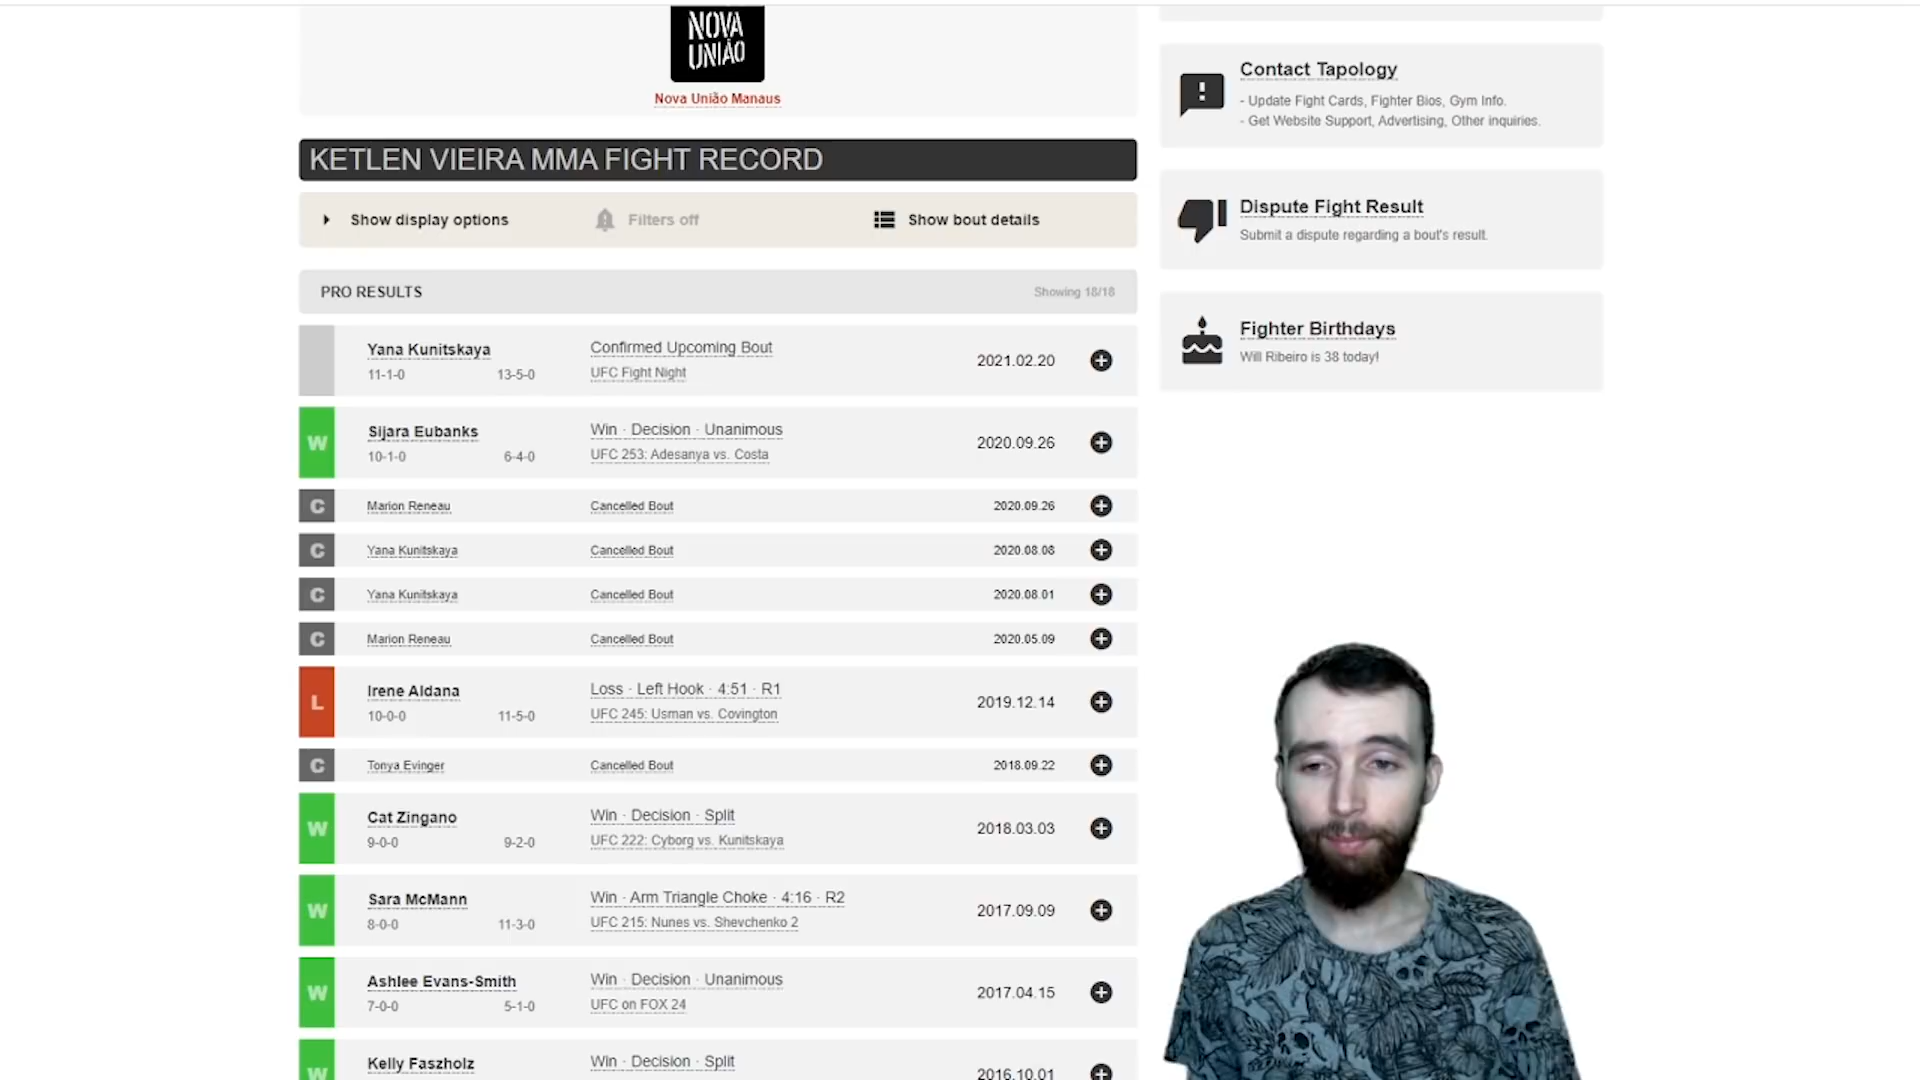 NOVA
UNIÃO
Nova União Manaus
KETLEN VIEIRA MMA FIGHT RECORD
Show display options
Filters off
Show bout details
PRO RESULTS
Showing 18/18
Yana Kunitskaya
11-1-0
13-5-0
Confirmed Upcoming Bout
UFC Fight Night
2021.02.20
W
Sijara Eubanks
10-1-0
6-4-0
Win · Decision · Unanimous
UFC 253: Adesanya vs. Costa
2020.09.26
C
Marion Reneau
Cancelled Bout
2020.09.26
C
Yana Kunitskaya
Cancelled Bout
2020.08.08
C
Yana Kunitskaya
Cancelled Bout
2020.08.01
C
Marion Reneau
Cancelled Bout
2020.05.09
L
Irene Aldana
10-0-0
11-5-0
Loss · Left Hook · 4:51 · R1
UFC 245: Usman vs. Covington
2019.12.14
C
Tonya Evinger
Cancelled Bout
2018.09.22
W
Cat Zingano
9-0-0
9-2-0
Win · Decision · Split
UFC 222: Cyborg vs. Kunitskaya
2018.03.03
W
Sara McMann
8-0-0
11-3-0
Win · Arm Triangle Choke · 4:16 · R2
UFC 215: Nunes vs. Shevchenko 2
2017.09.09
W
Ashlee Evans-Smith
7-0-0
5-1-0
Win · Decision · Unanimous
UFC on FOX 24
2017.04.15
W
Kelly Faszholz
Win · Decision · Split
2016.10.01
Contact Tapology
- Update Fight Cards, Fighter Bios, Gym Info.
- Get Website Support, Advertising, Other inquiries.
Dispute Fight Result
Submit a dispute regarding a bout's result.
Fighter Birthdays
Will Ribeiro is 38 today!